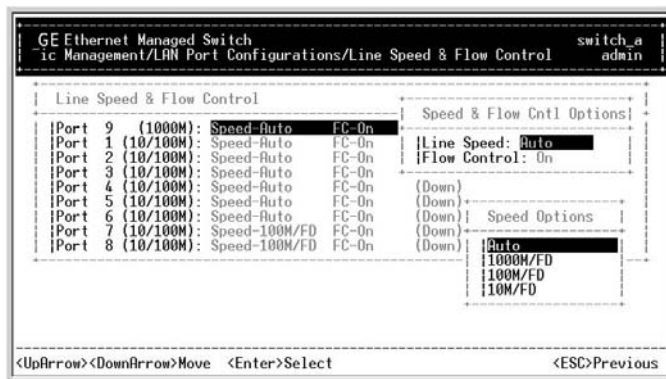 GE Ethernet Managed Switch switch_a
ic Management/LAN Port Configurations/Line Speed & Flow Control admin
Line Speed & Flow Control
Speed & Flow Cntl Options
Port 9 (1000M): Speed-Auto FC-On
Line Speed: Auto
Port 1 (10/100M): Speed-Auto FC-On
Flow Control: On
Port 2 (10/100M): Speed-Auto FC-On
Port 3 (10/100M): Speed-Auto FC-On
Port 4 (10/100M): Speed-Auto FC-On (Down)
Port 5 (10/100M): Speed-Auto FC-On (Down)
Port 6 (10/100M): Speed-Auto FC-On (Down)
Speed Options
Port 7 (10/100M): Speed-100M/FD FC-On (Down)
Port 8 (10/100M): Speed-100M/FD FC-On (Down)
Auto
1000M/FD
100M/FD
10M/FD
<UpArrow><DownArrow>Move <Enter>Select <ESC>Previous